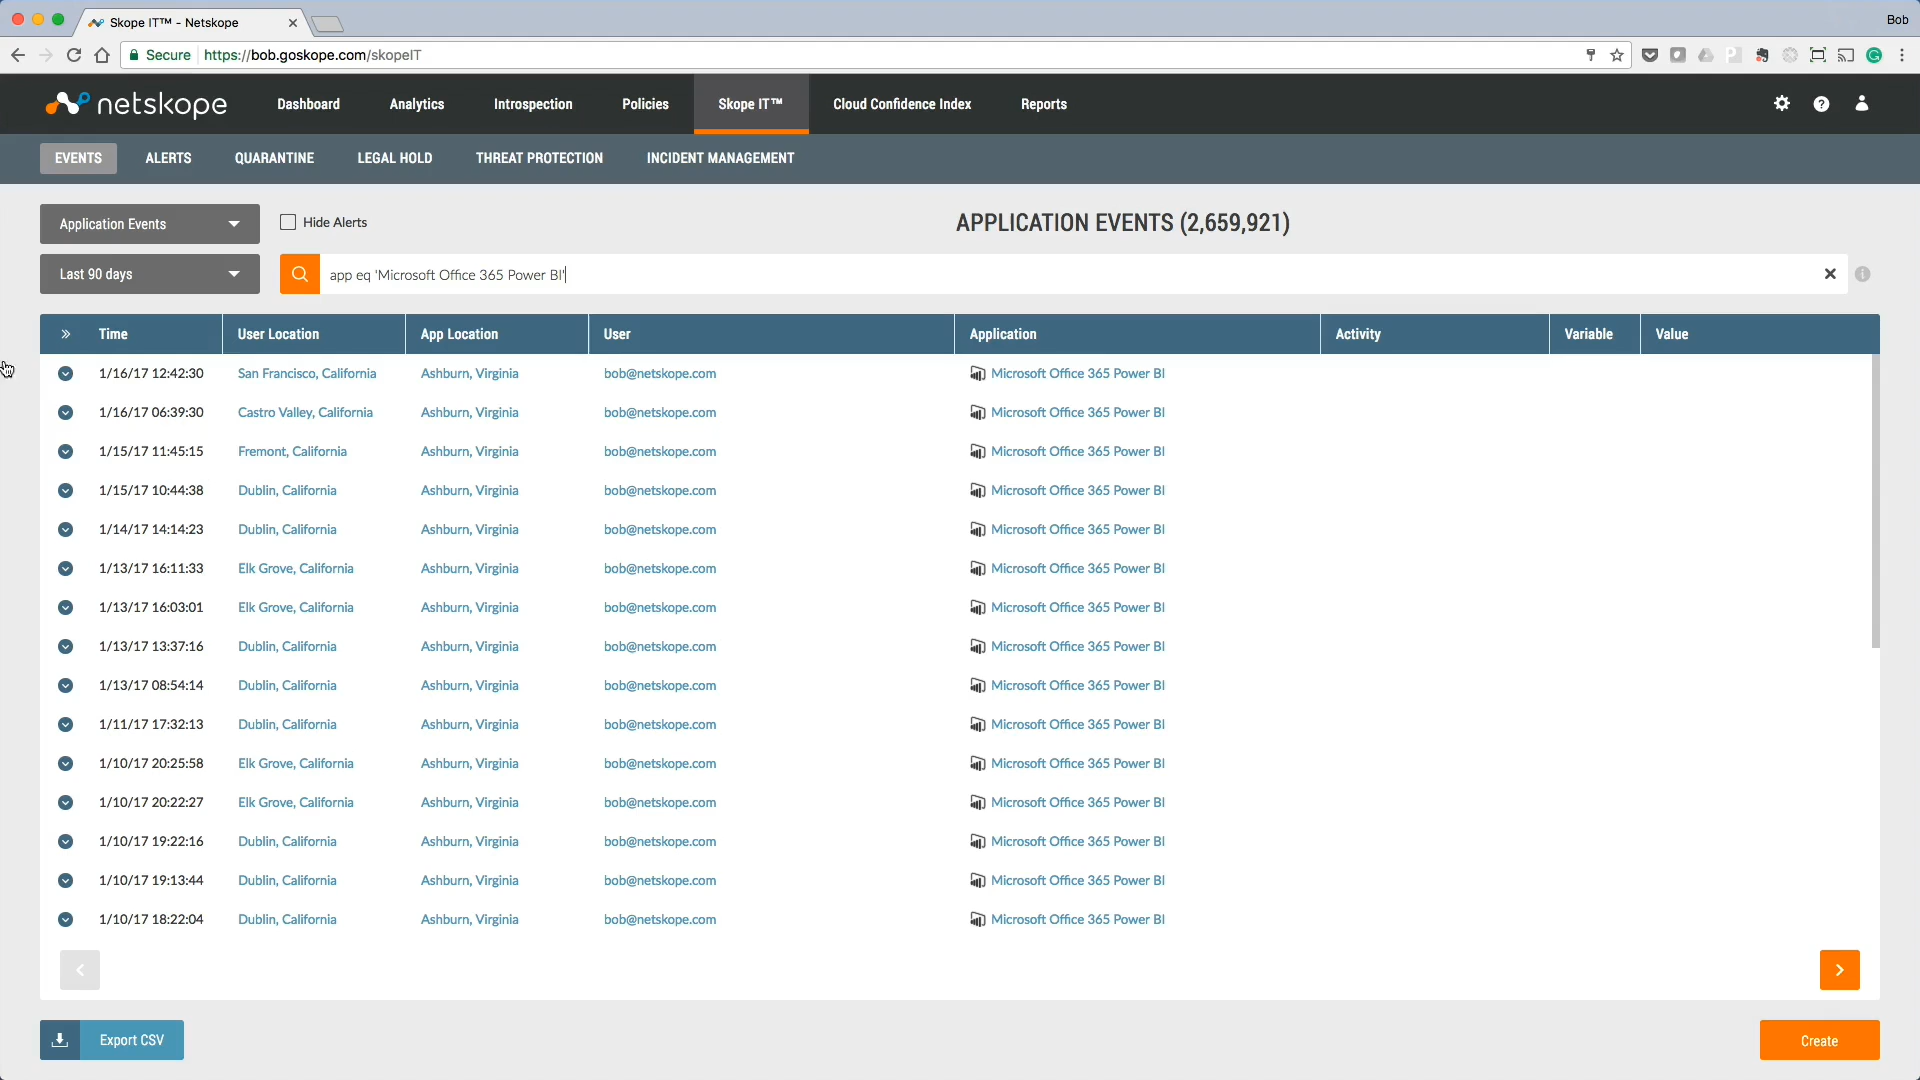 Skope IT™ - Netskope
Bob
Secure https://bob.goskope.com/skopeIT
netskope Dashboard Analytics Introspection Policies Skope IT™ Cloud Confidence Index Reports
EVENTS ALERTS QUARANTINE LEGAL HOLD THREAT PROTECTION INCIDENT MANAGEMENT
Application Events Hide Alerts APPLICATION EVENTS (2,659,921)
Last 90 days app eq 'Microsoft Office 365 Power BI'
Time User Location App Location User Application Activity Variable Value
1/16/17 12:42:30 San Francisco, California Ashburn, Virginia bob@netskope.com Microsoft Office 365 Power BI
1/16/17 06:39:30 Castro Valley, California Ashburn, Virginia bob@netskope.com Microsoft Office 365 Power BI
1/15/17 11:45:15 Fremont, California Ashburn, Virginia bob@netskope.com Microsoft Office 365 Power BI
1/15/17 10:44:38 Dublin, California Ashburn, Virginia bob@netskope.com Microsoft Office 365 Power BI
1/14/17 14:14:23 Dublin, California Ashburn, Virginia bob@netskope.com Microsoft Office 365 Power BI
1/13/17 16:11:33 Elk Grove, California Ashburn, Virginia bob@netskope.com Microsoft Office 365 Power BI
1/13/17 16:03:01 Elk Grove, California Ashburn, Virginia bob@netskope.com Microsoft Office 365 Power BI
1/13/17 13:37:16 Dublin, California Ashburn, Virginia bob@netskope.com Microsoft Office 365 Power BI
1/13/17 08:54:14 Dublin, California Ashburn, Virginia bob@netskope.com Microsoft Office 365 Power BI
1/11/17 17:32:13 Dublin, California Ashburn, Virginia bob@netskope.com Microsoft Office 365 Power BI
1/10/17 20:25:58 Elk Grove, California Ashburn, Virginia bob@netskope.com Microsoft Office 365 Power BI
1/10/17 20:22:27 Elk Grove, California Ashburn, Virginia bob@netskope.com Microsoft Office 365 Power BI
1/10/17 19:22:16 Dublin, California Ashburn, Virginia bob@netskope.com Microsoft Office 365 Power BI
1/10/17 19:13:44 Dublin, California Ashburn, Virginia bob@netskope.com Microsoft Office 365 Power BI
1/10/17 18:22:04 Dublin, California Ashburn, Virginia bob@netskope.com Microsoft Office 365 Power BI
Export CSV Create